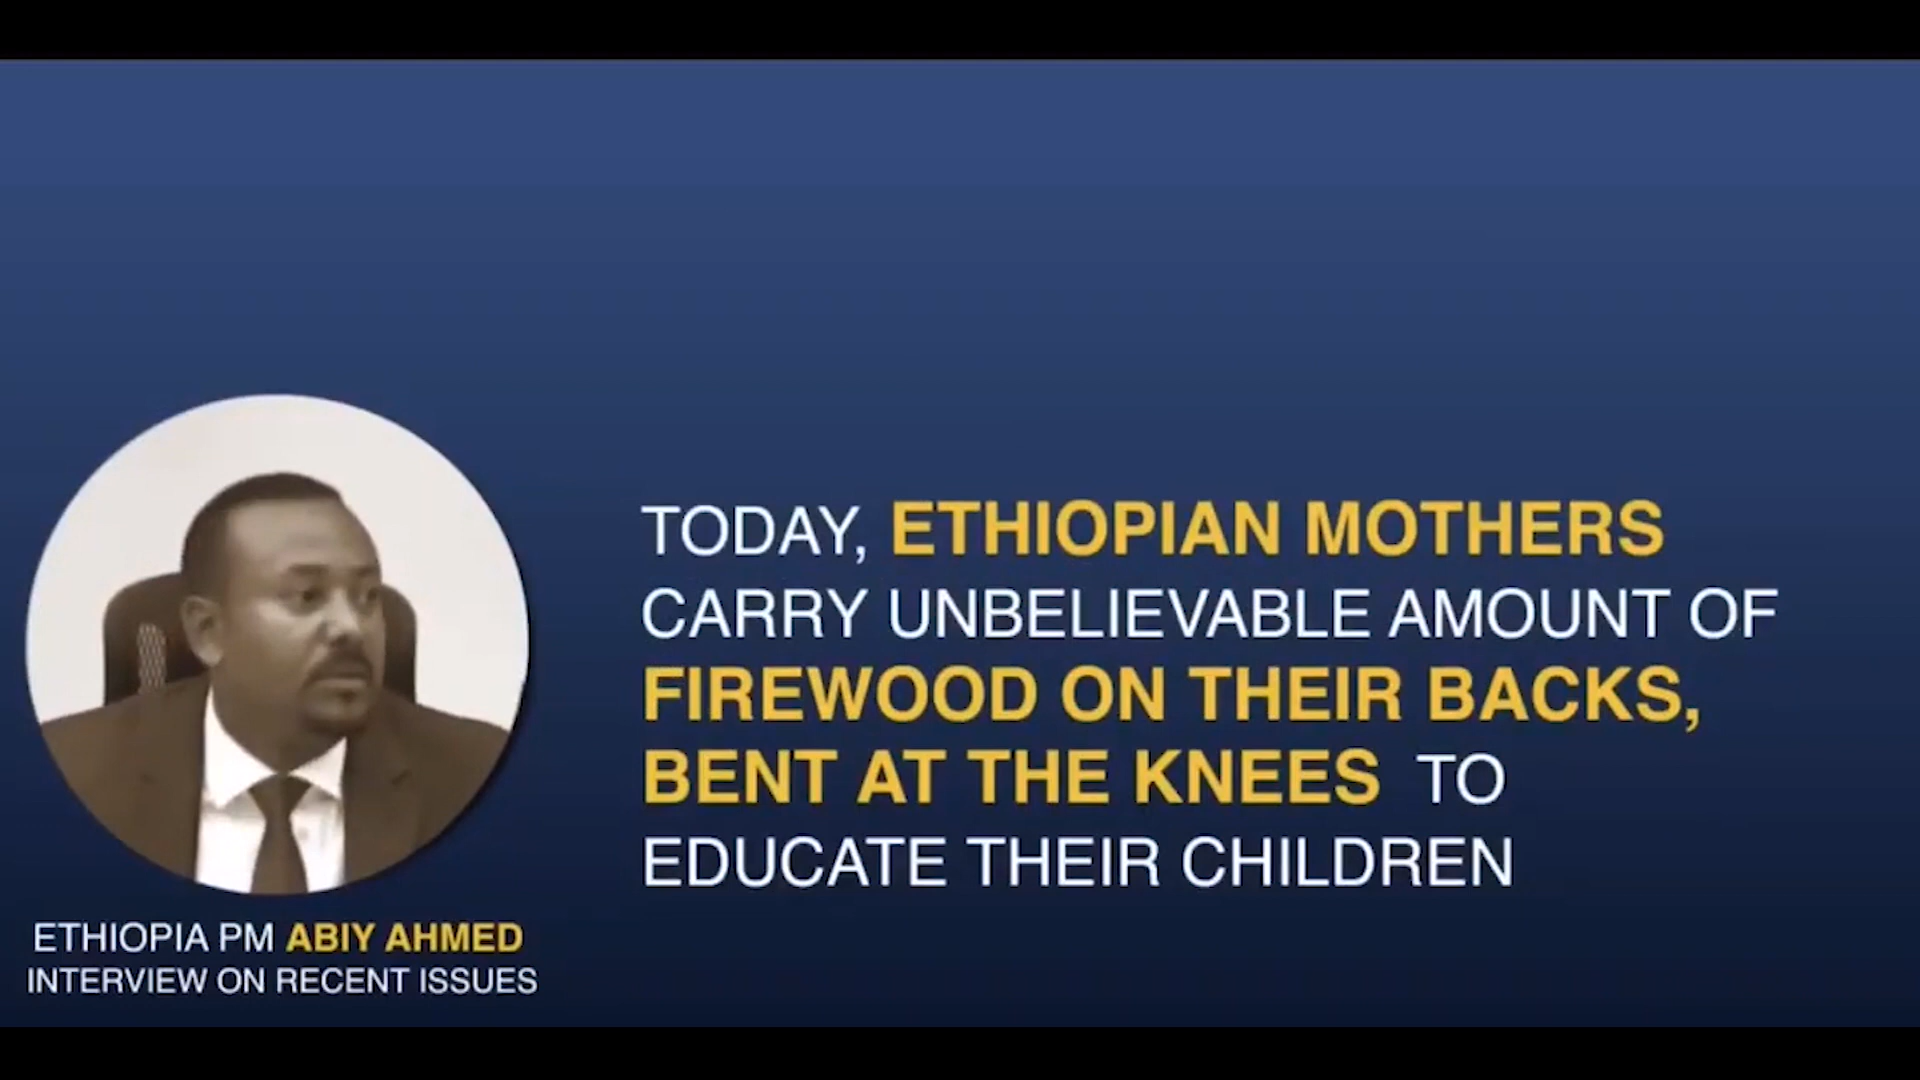 TODAY, ETHIOPIAN MOTHERS
CARRY UNBELIEVABLE AMOUNT OF
FIREWOOD ON THEIR BACKS,
BENT AT THE KNEES TO
EDUCATE THEIR CHILDREN
ETHIOPIA PM ABIY AHMED
INTERVIEW ON RECENT ISSUES